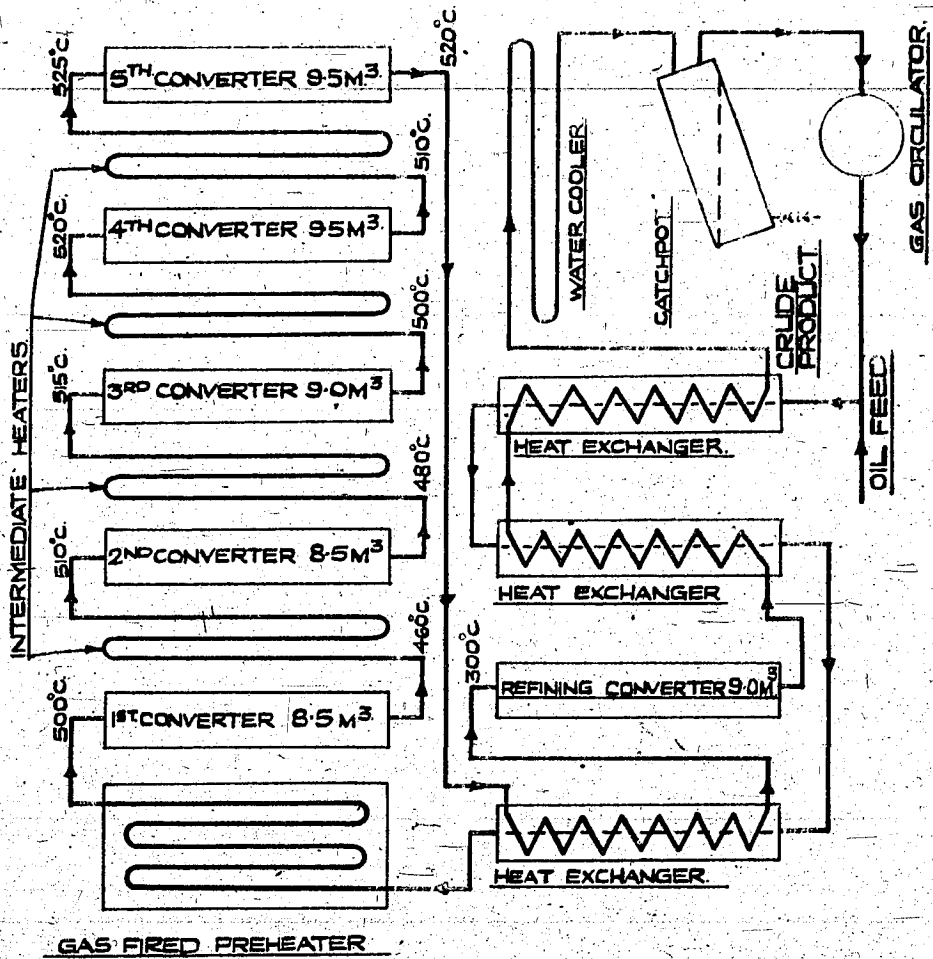 525°C.
5TH CONVERTER 9·5M3.
520°C.
510°C.
520°C.
4TH CONVERTER 9·5M3.
500°C.
515°C.
3RD CONVERTER 9·0M3
480°C
510°C.
2ND CONVERTER 8·5M3
460°C.
500°C.
1ST CONVERTER 8·5M3.
INTERMEDIATE HEATERS.
GAS FIRED PREHEATER
WATER COOLER
CATCHPOT
CRUDE
PRODUCT.
GAS CIRCULATOR.
OIL FEED
HEAT EXCHANGER.
HEAT EXCHANGER
300°C.
REFINING CONVERTER 9·0M3
HEAT EXCHANGER.